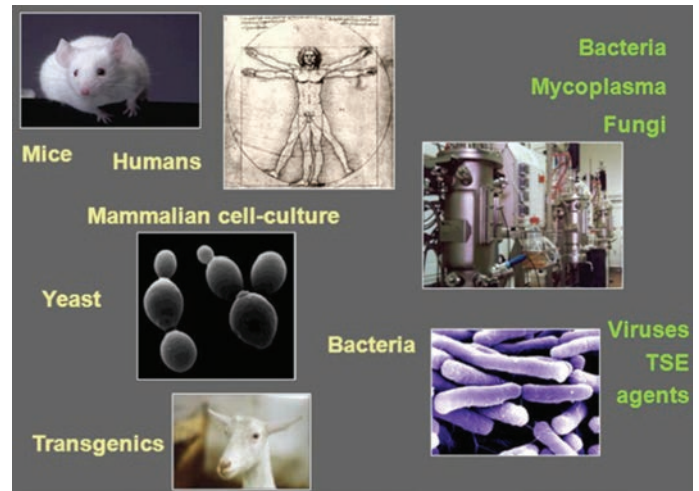 Bacteria
Mycoplasma
Fungi
Mice
Humans
Mammalian cell-culture
Yeast
Bacteria
Viruses
TSE
agents
Transgenics